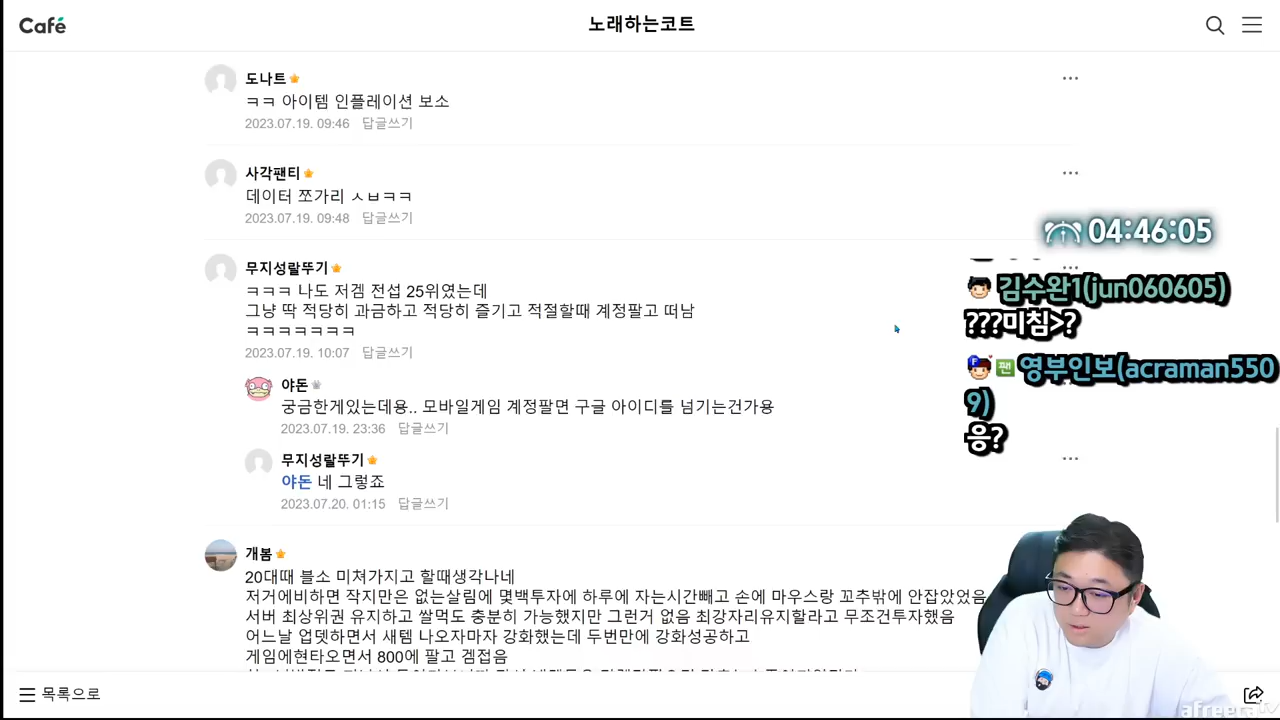 Café
노래하는코트
도나트
ㅋㅋ 아이템 인플레이션 보소
2023.07.19. 09:46 답글쓰기
사각팬티
데이터 쪼가리 ㅅㅂㅋㅋ
2023.07.19. 09:48 답글쓰기
04:46:05
무지성랄뚜기
ㅋㅋㅋ 나도 저겜 전섭 25위였는데
그냥 딱 적당히 과금하고 적당히 즐기고 적절할때 계정팔고 떠남
ㅋㅋㅋㅋㅋㅋㅋ
2023.07.19. 10:07 답글쓰기
김수완1(jun060605)
???미침>?
팬 영부인보(acraman550
9)
응?
야돈
궁금한게있는데용.. 모바일게임 계정팔면 구글 아이디를 넘기는건가용
2023.07.19. 23:36 답글쓰기
무지성랄뚜기
야돈 네 그렇죠
2023.07.20. 01:15 답글쓰기
개봄
20대때 블소 미쳐가지고 할때생각나네
저거에비하면 작지만은 없는살림에 몇백투자에 하루에 자는시간빼고 손에 마우스랑 꼬추밖에 안잡았었음
서버 최상위권 유지하고 쌀먹도 충분히 가능했지만 그런거 없음 최강자리유지할라고 무조건투자했음
어느날 업뎃하면서 새템 나오자마자 강화했는데 두번만에 강화성공하고
게임에현타오면서 800에 팔고 겜접음
목록으로
afreecaTV